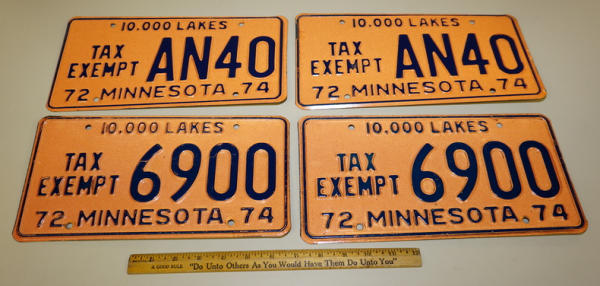 10,000 LAKES
TAX EXEMPT AN40
72 MINNESOTA 74
10,000 LAKES
TAX EXEMPT AN40
72 MINNESOTA 74
10,000 LAKES
TAX EXEMPT 6900
72 MINNESOTA 74
10,000 LAKES
TAX EXEMPT 6900
72 MINNESOTA 74
A GOOD RULE "Do Unto Others As You Would Have Them Do Unto You"